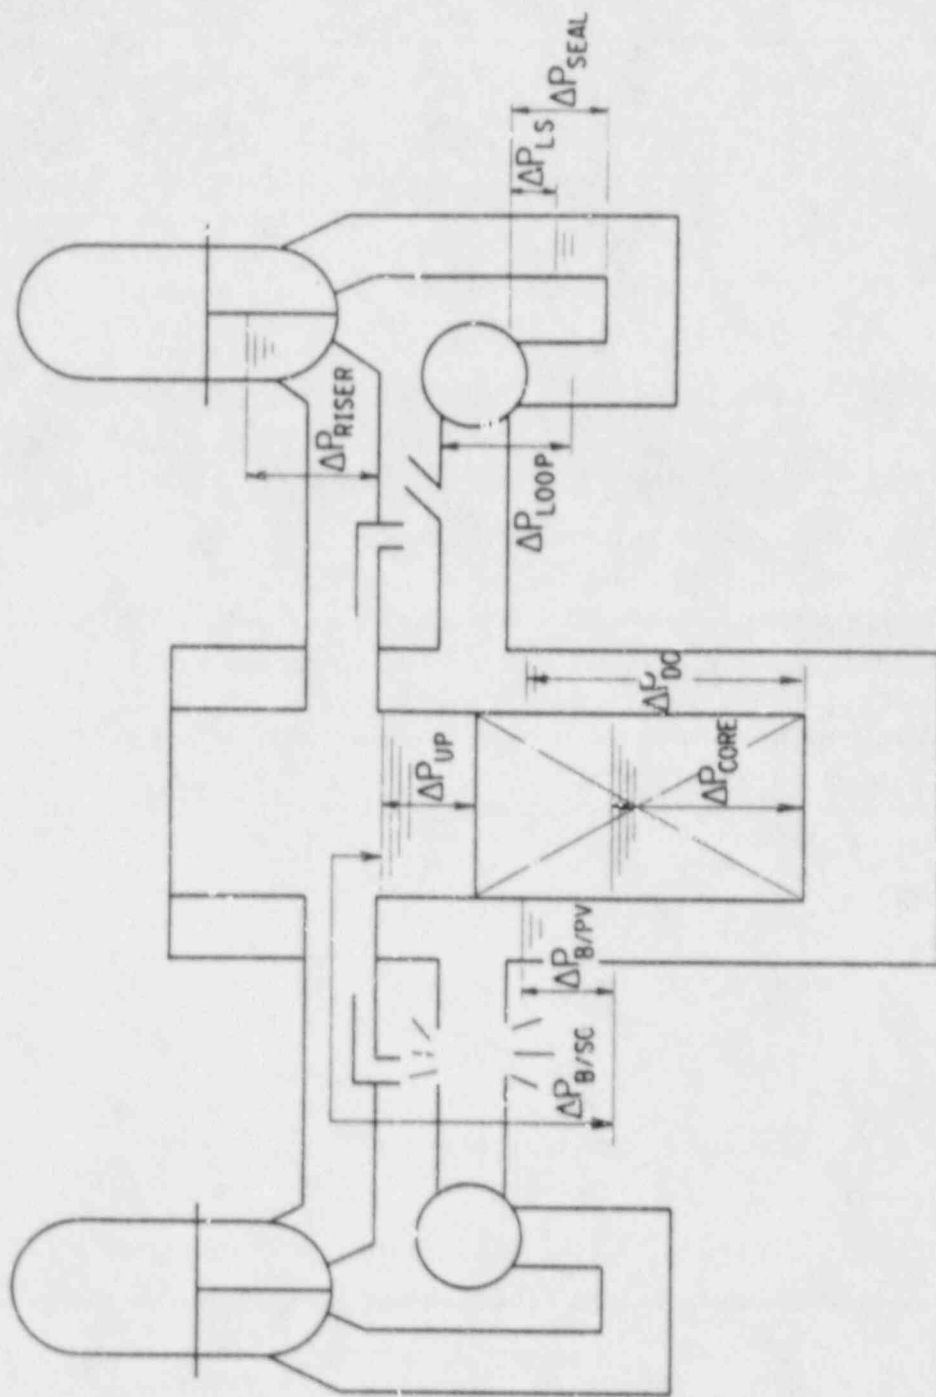 ΔP_SEAL
ΔP_LS
ΔP_RISER
ΔP_LOOP
ΔP_DC
ΔP_UP
ΔP_CORE
ΔP_B/PV
ΔP_B/SC